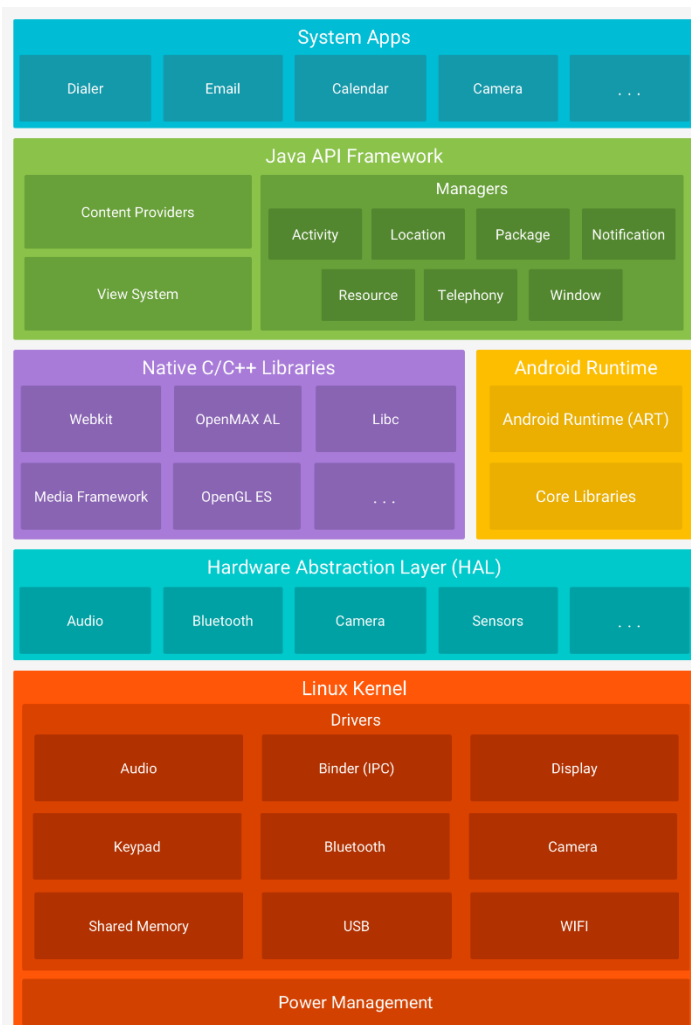 System Apps
Dialer
Email
Calendar
Camera
. . .
Java API Framework
Content Providers
View System
Managers
Activity
Location
Package
Notification
Resource
Telephony
Window
Native C/C++ Libraries
Webkit
OpenMAX AL
Libc
Media Framework
OpenGL ES
. . .
Android Runtime
Android Runtime (ART)
Core Libraries
Hardware Abstraction Layer (HAL)
Audio
Bluetooth
Camera
Sensors
. . .
Linux Kernel
Drivers
Audio
Binder (IPC)
Display
Keypad
Bluetooth
Camera
Shared Memory
USB
WIFI
Power Management